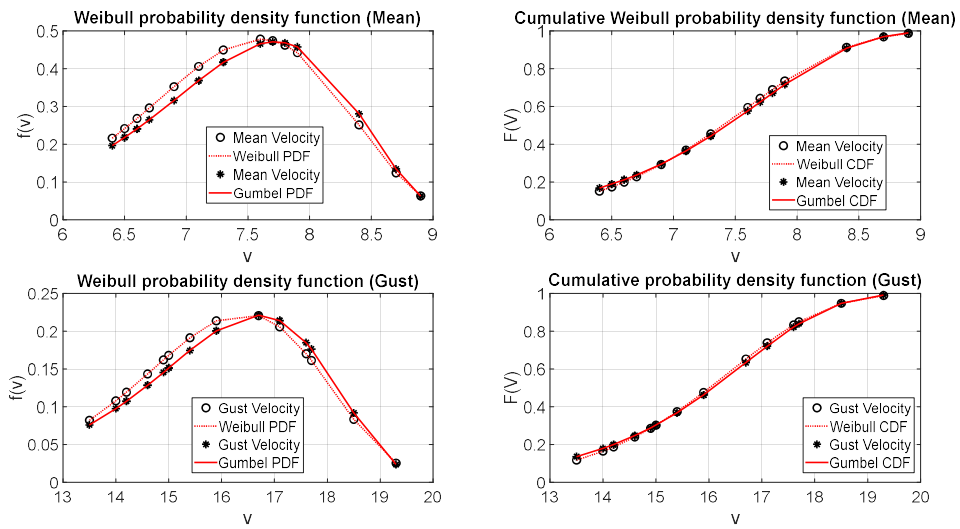 Weibull probability density function (Mean)
0.5
0.4
0.3
0.2
0.1
0
f(v)
Mean Velocity
Weibull PDF
Mean Velocity
Gumbel PDF
6 6.5 7 7.5 8 8.5 9
v
Cumulative Weibull probability density function (Mean)
1
0.8
0.6
0.4
0.2
0
F(V)
Mean Velocity
Weibull CDF
Mean Velocity
Gumbel CDF
6 6.5 7 7.5 8 8.5 9
v
Weibull probability density function (Gust)
0.25
0.2
0.15
0.1
0.05
0
f(v)
Gust Velocity
Weibull PDF
Gust Velocity
Gumbel PDF
13 14 15 16 17 18 19 20
v
Cumulative probability density function (Gust)
1
0.8
0.6
0.4
0.2
0
F(V)
Gust Velocity
Weibull CDF
Gust Velocity
Gumbel CDF
13 14 15 16 17 18 19 20
v